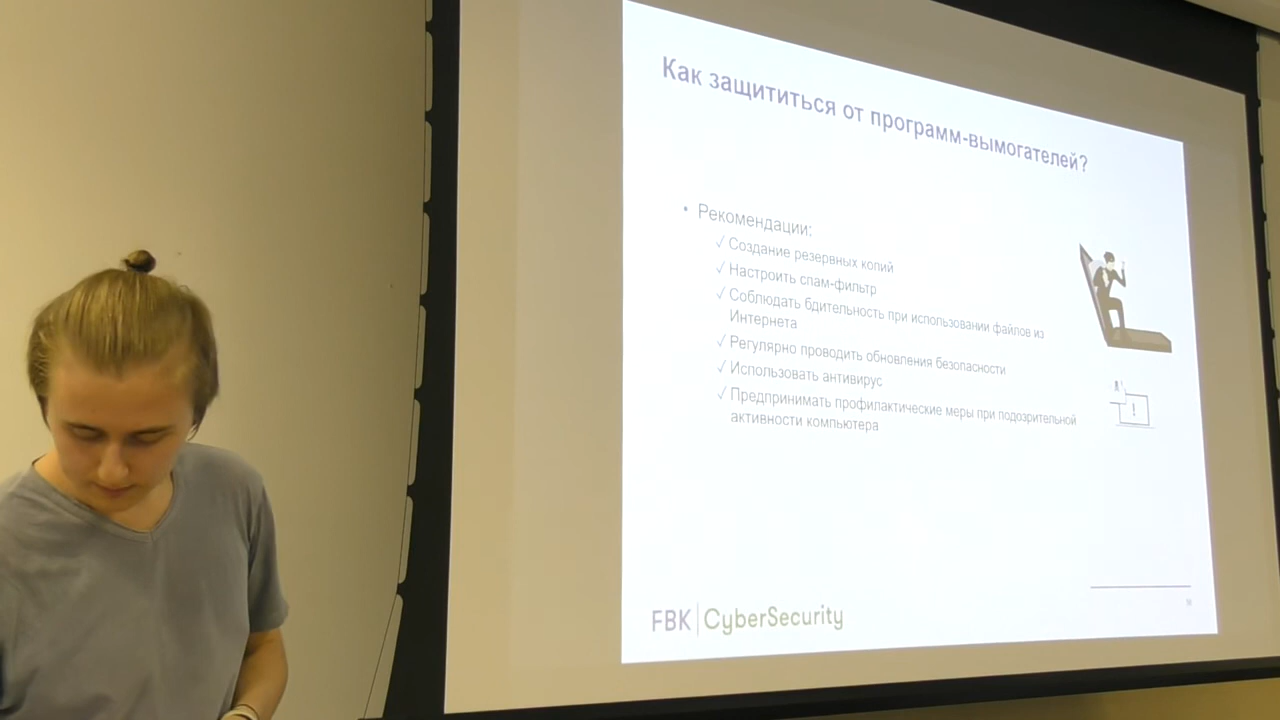 Как защититься от программ-вымогателей?
• Рекомендации:
✓ Создание резервных копий
✓ Настроить спам-фильтр
✓ Соблюдать бдительность при использовании файлов из
Интернета
✓ Регулярно проводить обновления безопасности
✓ Использовать антивирус
✓ Предпринимать профилактические меры при подозрительной
активности компьютера
!
FBK | CyberSecurity